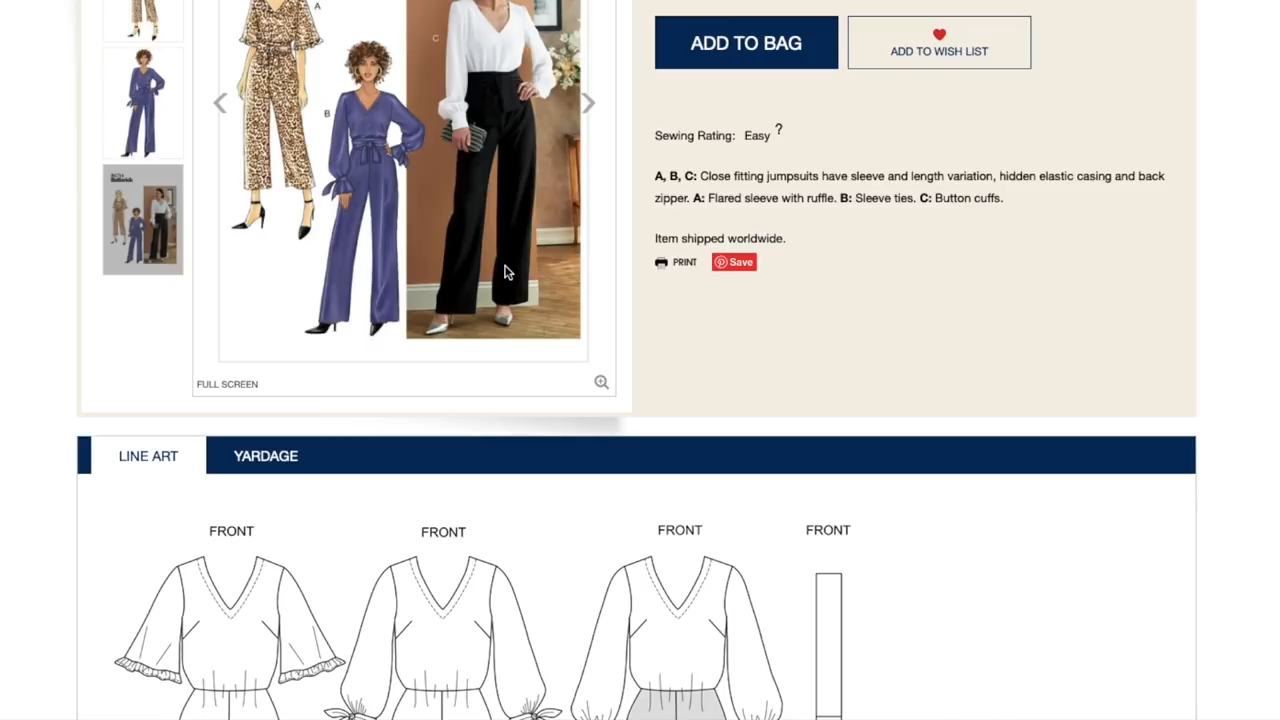 A
C
B
ADD TO BAG
ADD TO WISH LIST
Sewing Rating: Easy ?
A, B, C: Close fitting jumpsuits have sleeve and length variation, hidden elastic casing and back
zipper. A: Flared sleeve with ruffle. B: Sleeve ties. C: Button cuffs.
Item shipped worldwide.
PRINT Save
FULL SCREEN
LINE ART YARDAGE
FRONT FRONT FRONT FRONT